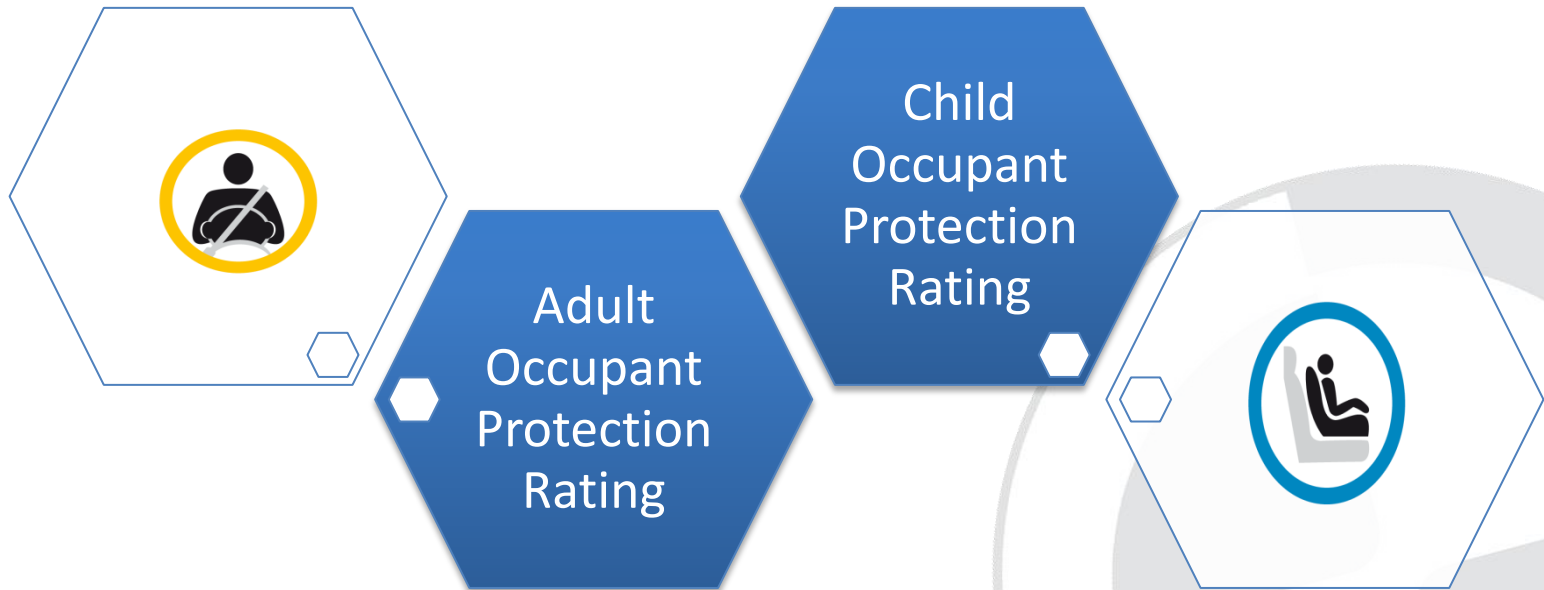 Adult
Occupant
Protection
Rating
Child
Occupant
Protection
Rating